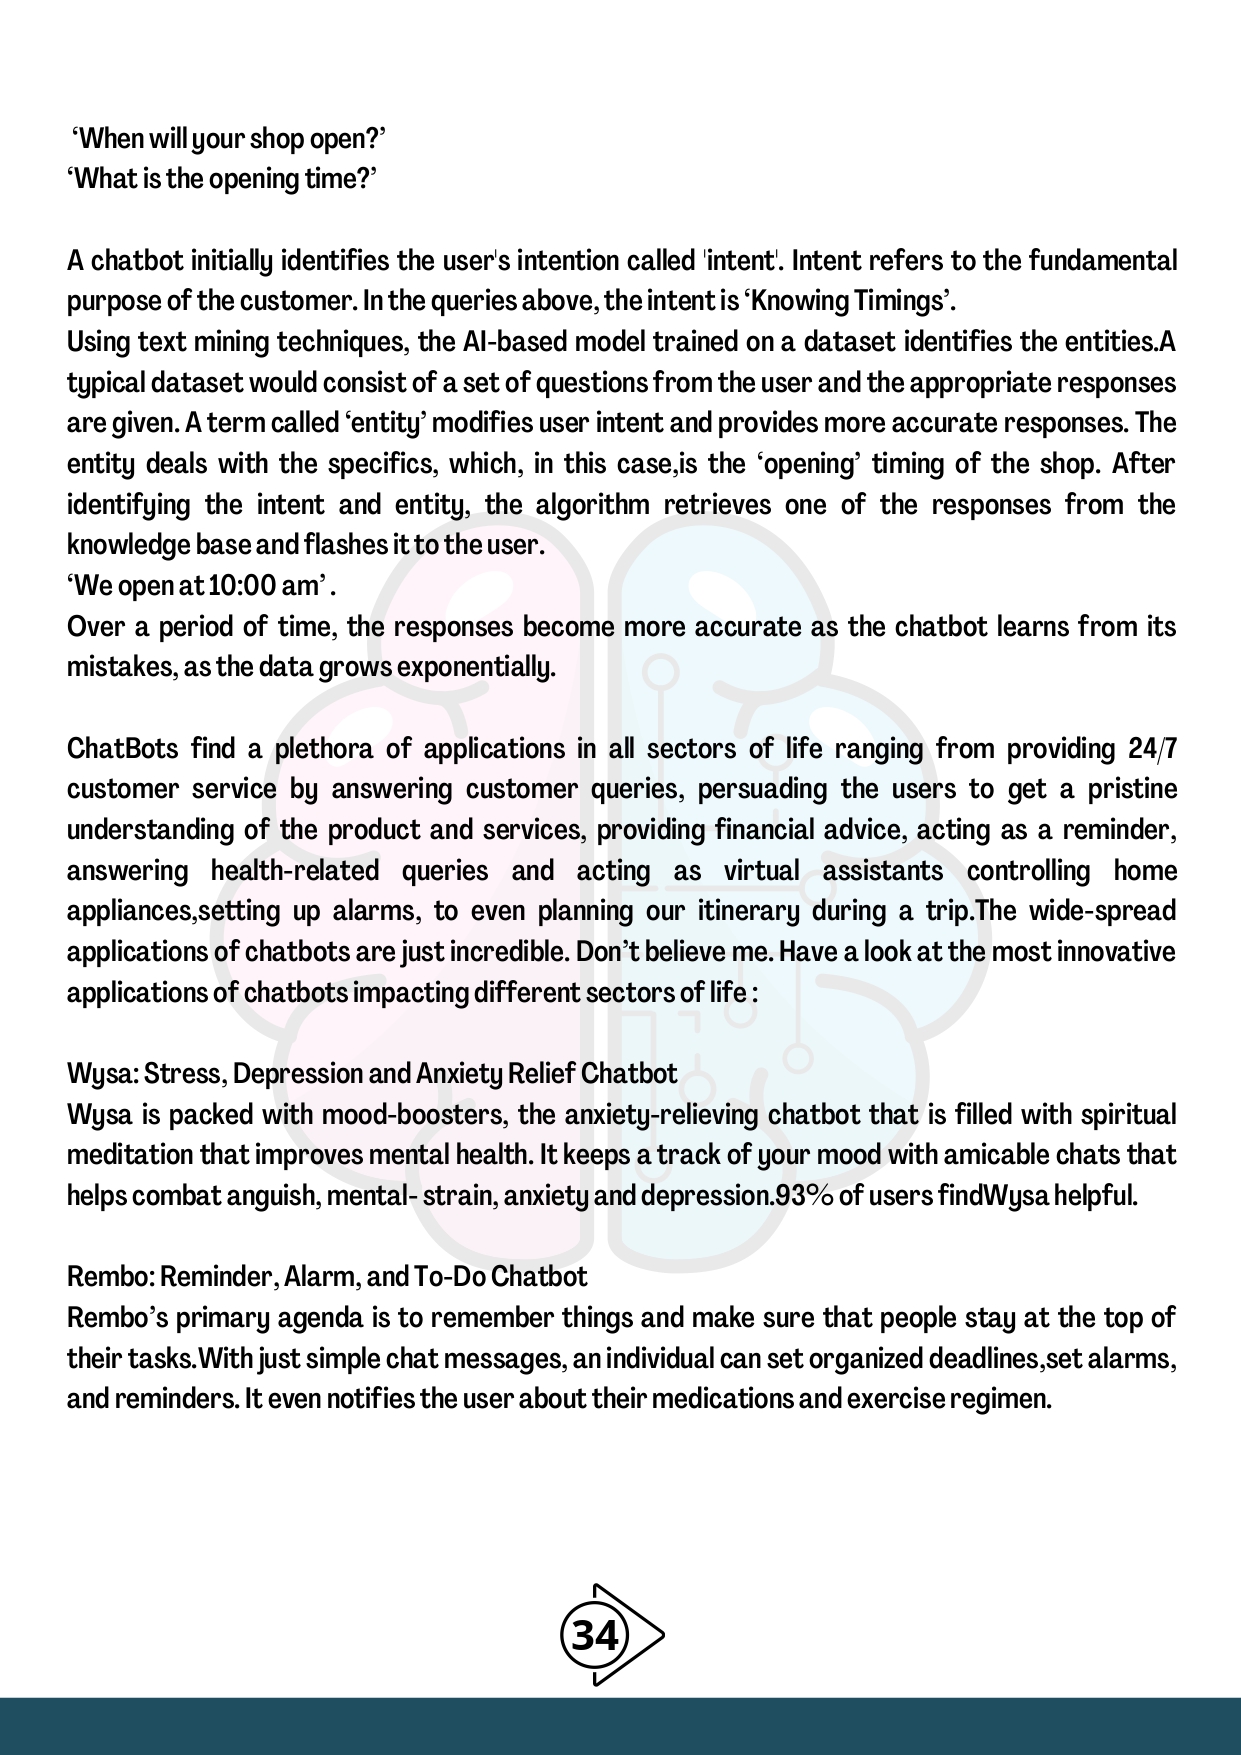 ‘When will your shop open?’
‘What is the opening time?’
A chatbot initially identifies the user's intention called 'intent'. Intent refers to the fundamental
purpose of the customer. In the queries above, the intent is ‘Knowing Timings’.
Using text mining techniques, the AI-based model trained on a dataset identifies the entities.A
typical dataset would consist of a set of questions from the user and the appropriate responses
are given. A term called ‘entity’ modifies user intent and provides more accurate responses. The
entity deals with the specifics, which, in this case,is the ‘opening’ timing of the shop. After
identifying the intent and entity, the algorithm retrieves one of the responses from the
knowledge base and flashes it to the user.
‘We open at 10:00 am’ .
Over a period of time, the responses become more accurate as the chatbot learns from its
mistakes, as the data grows exponentially.
ChatBots find a plethora of applications in all sectors of life ranging from providing 24/7
customer service by answering customer queries, persuading the users to get a pristine
understanding of the product and services, providing financial advice, acting as a reminder,
answering health-related queries and acting as virtual assistants controlling home
appliances,setting up alarms, to even planning our itinerary during a trip.The wide-spread
applications of chatbots are just incredible. Don’t believe me. Have a look at the most innovative
applications of chatbots impacting different sectors of life :
Wysa: Stress, Depression and Anxiety Relief Chatbot
Wysa is packed with mood-boosters, the anxiety-relieving chatbot that is filled with spiritual
meditation that improves mental health. It keeps a track of your mood with amicable chats that
helps combat anguish, mental- strain, anxiety and depression.93% of users findWysa helpful.
Rembo: Reminder, Alarm, and To-Do Chatbot
Rembo’s primary agenda is to remember things and make sure that people stay at the top of
their tasks.With just simple chat messages, an individual can set organized deadlines,set alarms,
and reminders. It even notifies the user about their medications and exercise regimen.
34